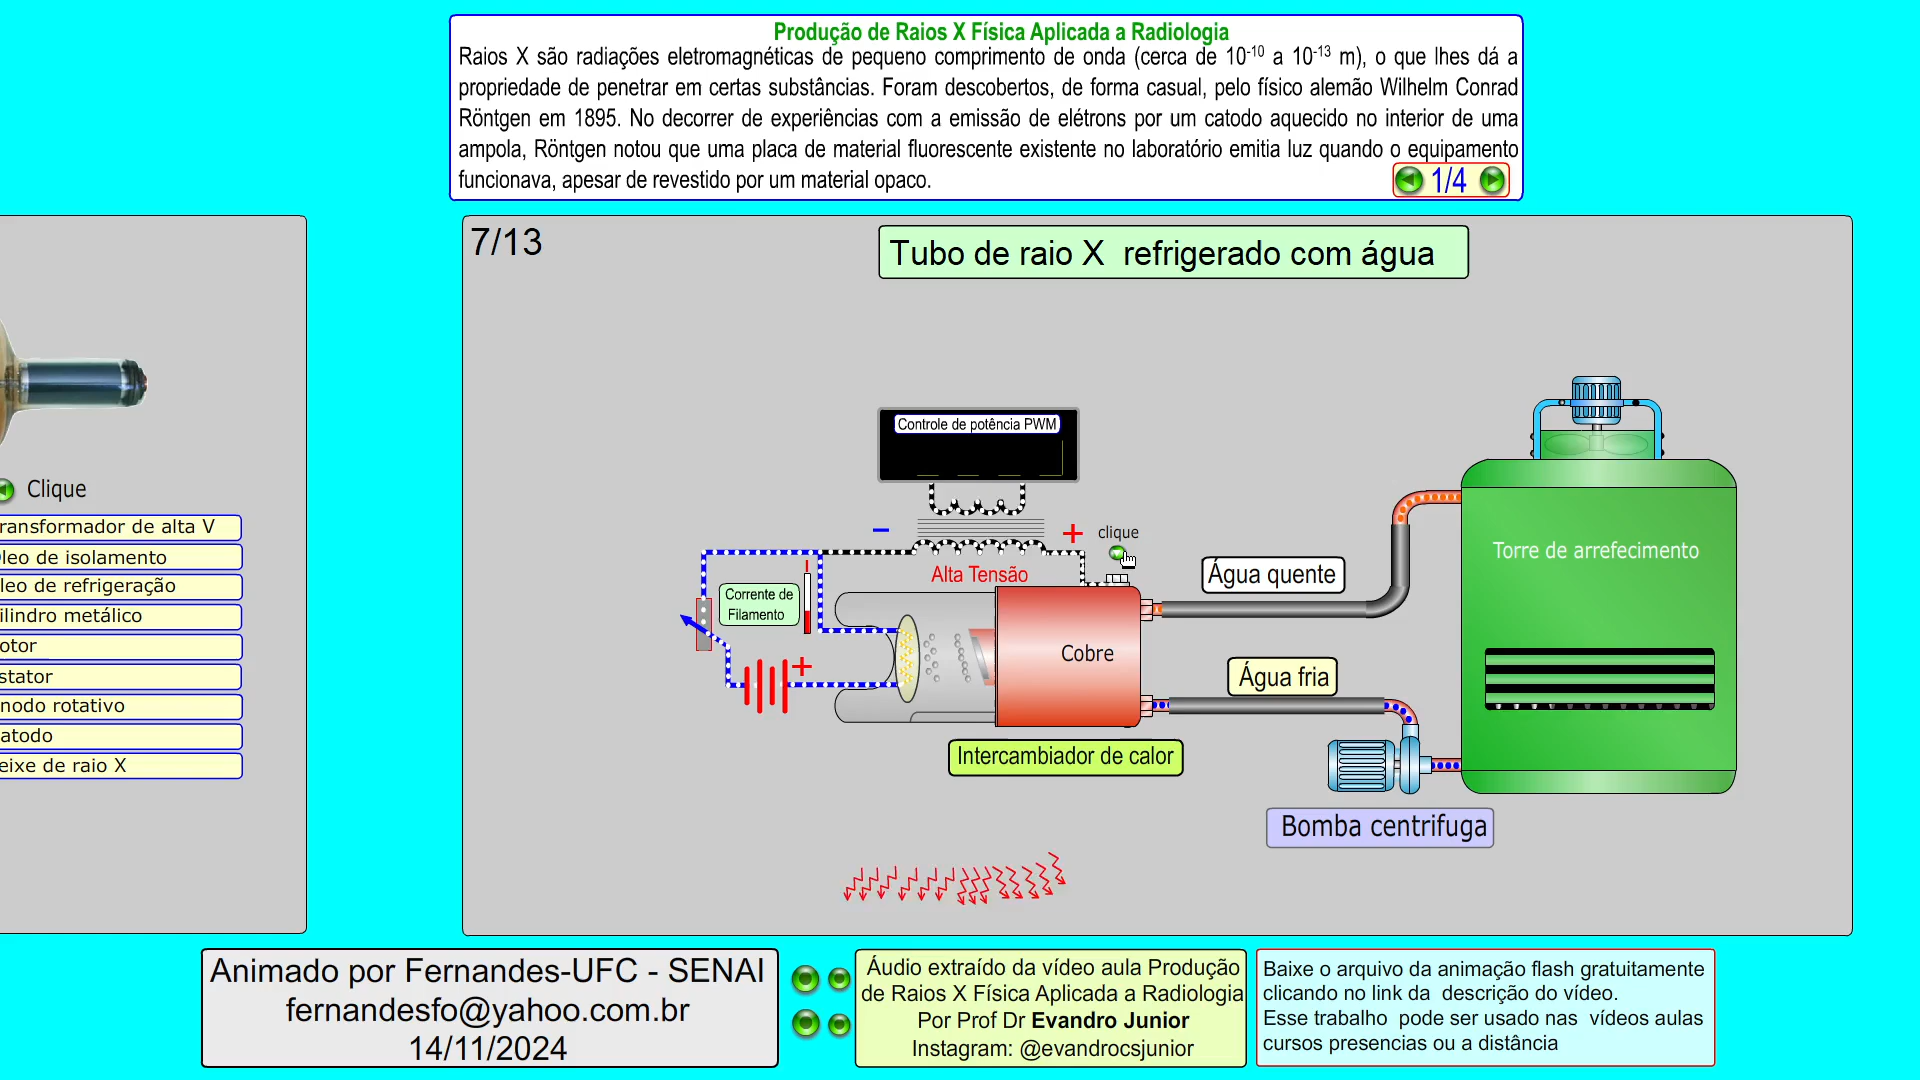 Produção de Raios X Física Aplicada a Radiologia
Raios X são radiações eletromagnéticas de pequeno comprimento de onda (cerca de 10-10 a 10-13 m), o que lhes dá a
propriedade de penetrar em certas substâncias. Foram descobertos, de forma casual, pelo físico alemão Wilhelm Conrad
Röntgen em 1895. No decorrer de experiências com a emissão de elétrons por um catodo aquecido no interior de uma
ampola, Röntgen notou que uma placa de material fluorescente existente no laboratório emitia luz quando o equipamento
funcionava, apesar de revestido por um material opaco.
1/4
7/13
Tubo de raio X refrigerado com água
Controle de potência PWM
− + clique
Alta Tensão
Corrente de
Filamento
+
Cobre
Água quente
Água fria
Torre de arrefecimento
Intercambiador de calor
Bomba centrifuga
Clique
ransformador de alta V
leo de isolamento
leo de refrigeração
ilindro metálico
otor
stator
nodo rotativo
atodo
eixe de raio X
Animado por Fernandes-UFC - SENAI
fernandesfo@yahoo.com.br
14/11/2024
Áudio extraído da vídeo aula Produção
de Raios X Física Aplicada a Radiologia
Por Prof Dr Evandro Junior
Instagram: @evandrocsjunior
Baixe o arquivo da animação flash gratuitamente
clicando no link da descrição do vídeo.
Esse trabalho pode ser usado nas vídeos aulas
cursos presencias ou a distância